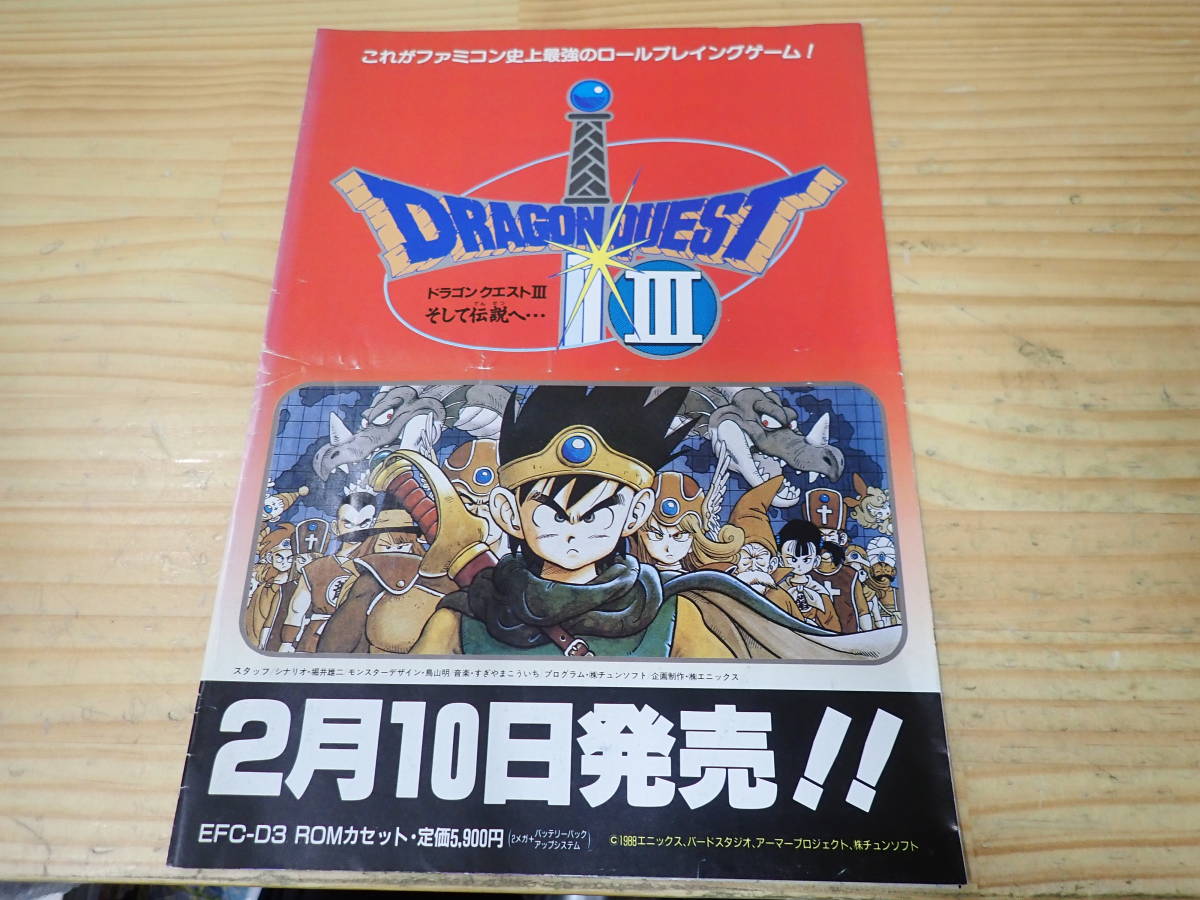 これがファミコン史上最強のロールプレイングゲーム!
DRAGON QUEST
III
ドラゴンクエストIII
でんせつ
そして伝説へ…
スタッフ/シナリオ・堀井雄二/モンスターデザイン・鳥山明/音楽・すぎやまこういち/プログラム・㈱チュンソフト/企画制作・㈱エニックス
2月10日発売!!
EFC-D3 ROMカセット・定価5,900円(2メガ+バッテリーバックアップシステム)
©1988エニックス、バードスタジオ、アーマープロジェクト、㈱チュンソフト